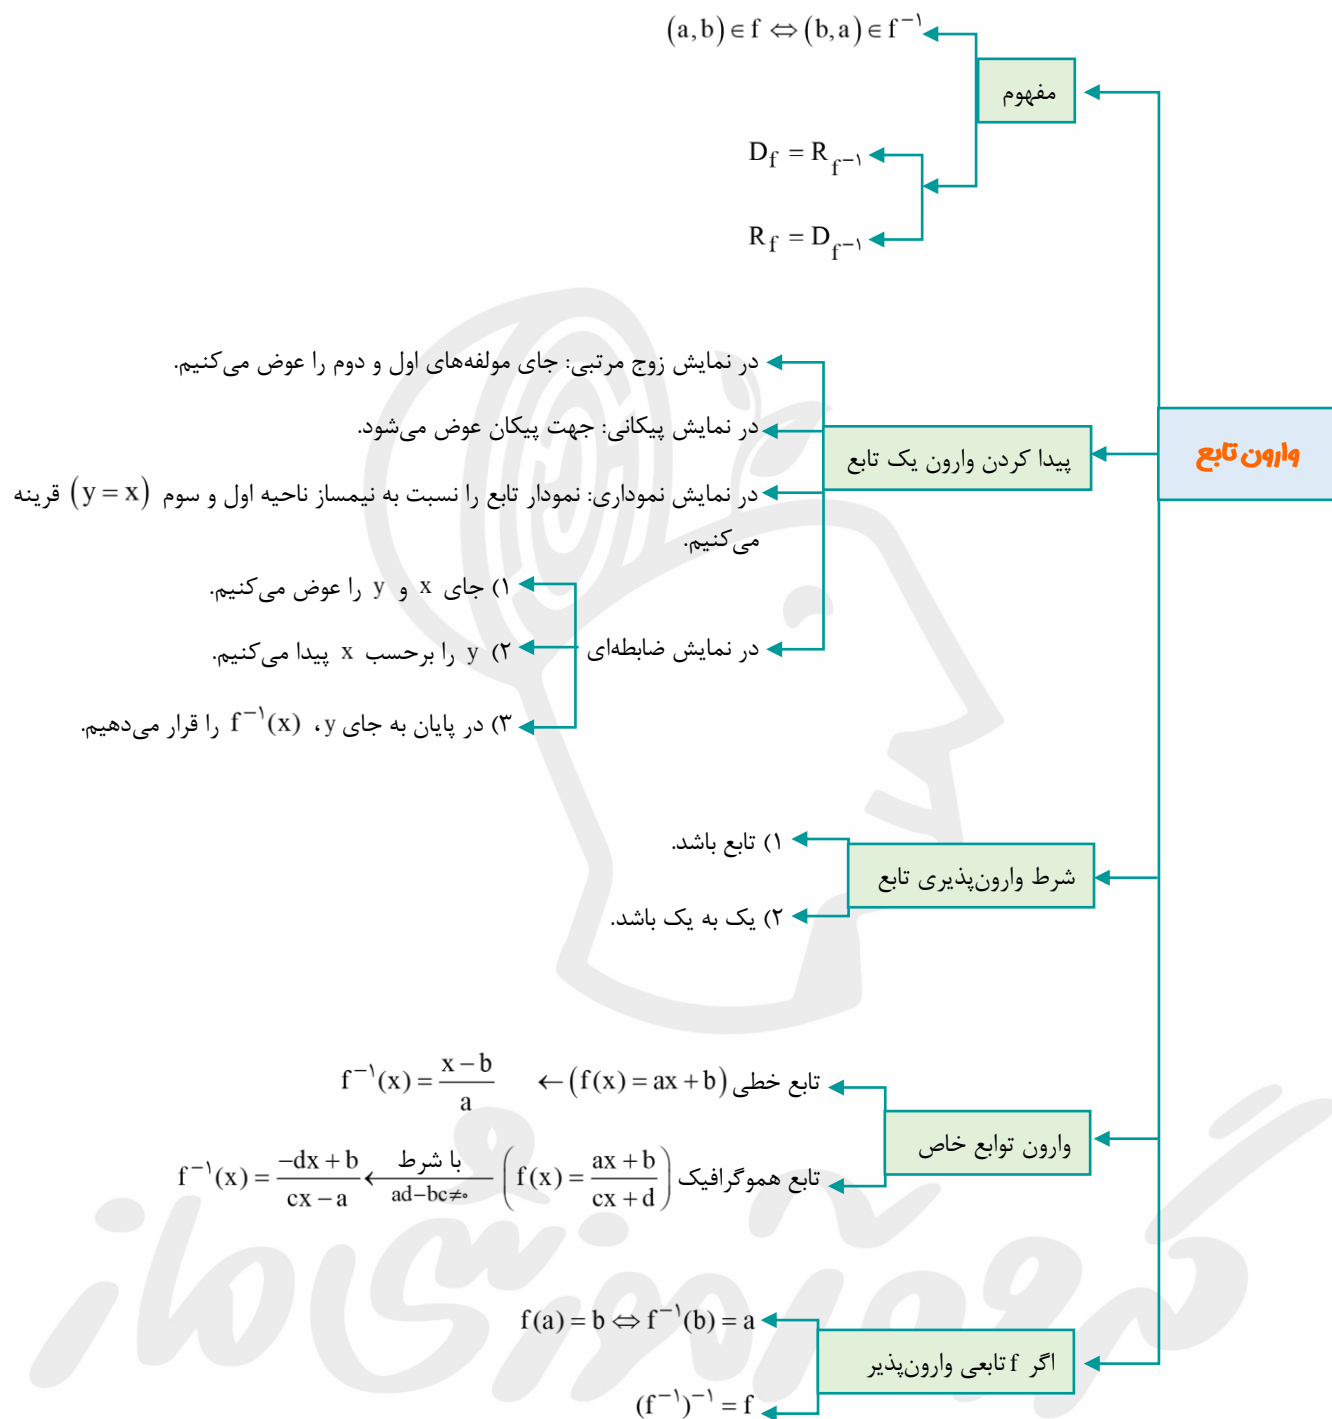 وارون تابع
مفهوم
(a,b)∈f ⇔ (b,a)∈f⁻¹
D_f = R_{f⁻¹}
R_f = D_{f⁻¹}
پیدا کردن وارون یک تابع
در نمایش زوج مرتبی: جای مولفه‌های اول و دوم را عوض می‌کنیم.
در نمایش پیکانی: جهت پیکان عوض می‌شود.
در نمایش نموداری: نمودار تابع را نسبت به نیمساز ناحیه اول و سوم (y = x) قرینه
می‌کنیم.
در نمایش ضابطه‌ای
۱) جای x و y را عوض می‌کنیم.
۲) y را برحسب x پیدا می‌کنیم.
۳) در پایان به جای y، f⁻¹(x) را قرار می‌دهیم.
شرط وارون‌پذیری تابع
۱) تابع باشد.
۲) یک به یک باشد.
وارون توابع خاص
تابع خطی (f(x) = ax + b) ← f⁻¹(x) = (x − b)/a
تابع هموگرافیک (f(x) = (ax + b)/(cx + d)) با شرط ad−bc≠۰ ← f⁻¹(x) = (−dx + b)/(cx − a)
اگر f تابعی وارون‌پذیر
f(a) = b ⇔ f⁻¹(b) = a
(f⁻¹)⁻¹ = f
گروه آموزشی ماز